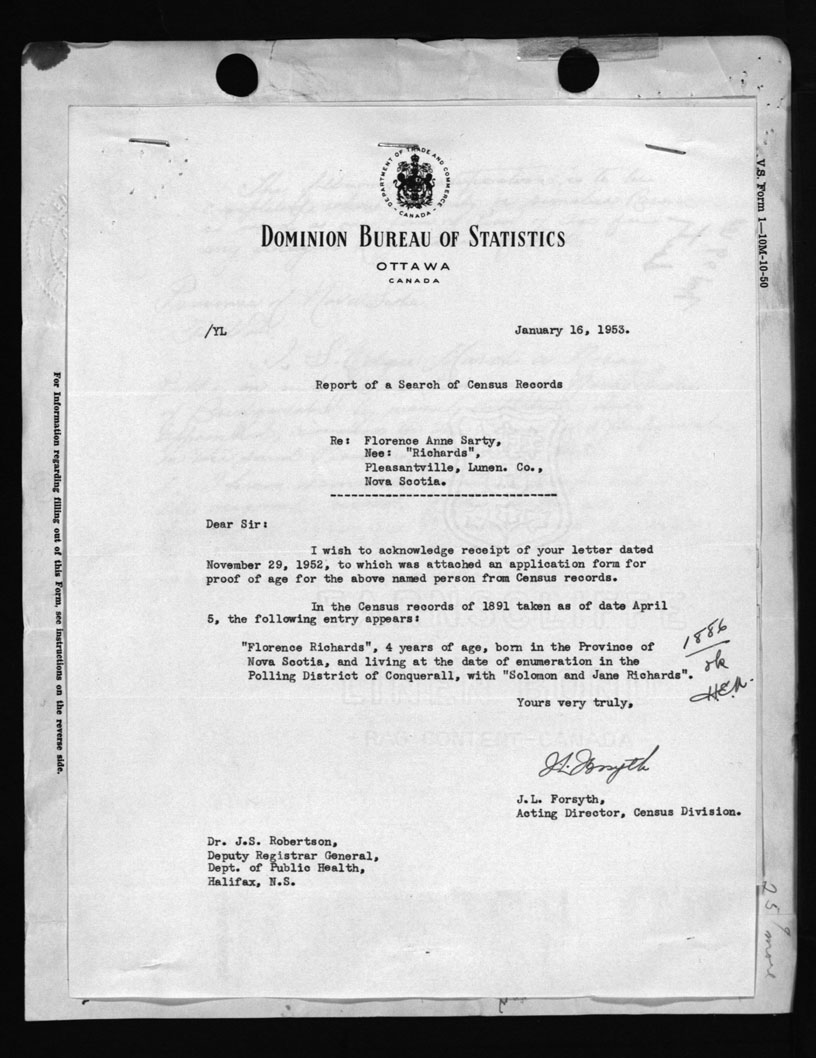 DEPARTMENT OF TRADE AND COMMERCE
- CANADA -
DOMINION BUREAU OF STATISTICS
OTTAWA
CANADA
/YL
January 16, 1953.
Report of a Search of Census Records
Re: Florence Anne Sarty,
Nee: "Richards",
Pleasantville, Lunen. Co.,
Nova Scotia.
---------------------------------
Dear Sir:
I wish to acknowledge receipt of your letter dated
November 29, 1952, to which was attached an application form for
proof of age for the above named person from Census records.
In the Census records of 1891 taken as of date April
5, the following entry appears:
"Florence Richards", 4 years of age, born in the Province of
Nova Scotia, and living at the date of enumeration in the
Polling District of Conquerall, with "Solomon and Jane Richards".
1886
ok
Yours very truly,
J.L. Forsyth
J.L. Forsyth,
Acting Director, Census Division.
Dr. J.S. Robertson,
Deputy Registrar General,
Dept. of Public Health,
Halifax, N.S.
For Information regarding filling out of this Form, see instructions on the reverse side.
V.S. Form 1—10M-10-50
25 more